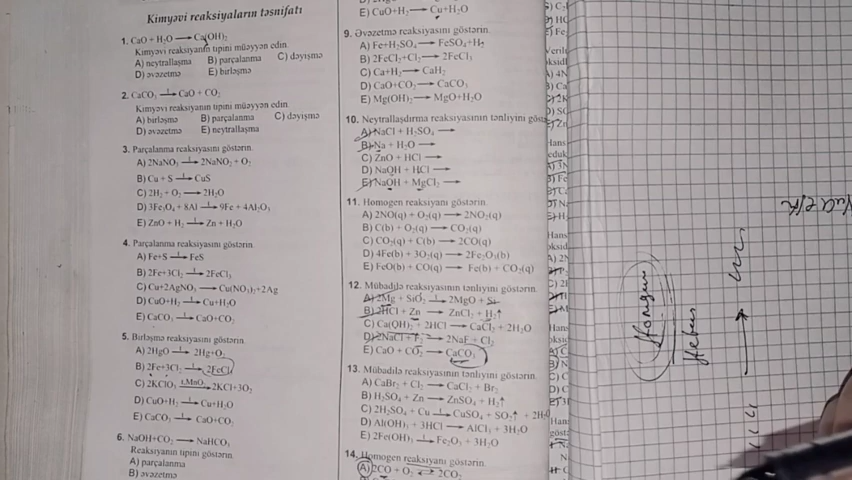 Kimyəvi reaksiyaların təsnifatı
1. CaO + H₂O ⟶ Ca(OH)₂
Kimyəvi reaksiyanın tipini müəyyən edin.
A) neytrallaşma B) parçalanma C) dəyişmə
D) əvəzetmə E) birləşmə
2. CaCO₃ ⟶ CaO + CO₂
Kimyəvi reaksiyanın tipini müəyyən edin.
A) birləşmə B) parçalanma C) dəyişmə
D) əvəzetmə E) neytrallaşma
3. Parçalanma reaksiyasını göstərin.
A) 2NaNO₃ ⟶ 2NaNO₂ + O₂
B) Cu + S ⟶ CuS
C) 2H₂ + O₂ ⟶ 2H₂O
D) 3Fe₃O₄ + 8Al ⟶ 9Fe + 4Al₂O₃
E) ZnO + H₂ ⟶ Zn + H₂O
4. Parçalanma reaksiyasını göstərin.
A) Fe+S ⟶ FeS
B) 2Fe+3Cl₂ ⟶ 2FeCl₃
C) Cu+2AgNO₃ ⟶ Cu(NO₃)₂+2Ag
D) CuO+H₂ ⟶ Cu+H₂O
E) CaCO₃ ⟶ CaO+CO₂
5. Birləşmə reaksiyasını göstərin.
A) 2HgO ⟶ 2Hg+O₂
B) 2Fe+3Cl₂ ⟶ 2FeCl₃
C) 2KClO₃ t,MnO₂⟶ 2KCl+3O₂
D) CuO+H₂ ⟶ Cu+H₂O
E) CaCO₃ ⟶ CaO+CO₂
6. NaOH+CO₂ ⟶ NaHCO₃
Reaksiyanın tipini göstərin.
A) parçalanma
B) əvəzetmə
E) CuO+H₂ ⟶ Cu+H₂O
9. Əvəzetmə reaksiyasını göstərin.
A) Fe+H₂SO₄ ⟶ FeSO₄+H₂
B) 2FeCl₂+Cl₂ ⟶ 2FeCl₃
C) Ca+H₂ ⟶ CaH₂
D) CaO+CO₂ ⟶ CaCO₃
E) Mg(OH)₂ ⟶ MgO+H₂O
10. Neytrallaşdırma reaksiyasının tənliyini
A) NaCl + H₂SO₄ ⟶
B) Na + H₂O ⟶
C) ZnO + HCl ⟶
D) NaOH + HCl ⟶
E) NaOH + MgCl₂ ⟶
11. Homogen reaksiyanı göstərin.
A) 2NO(q) + O₂(q) ⟶ 2NO₂(q)
B) C(b) + O₂(q) ⟶ CO₂(q)
C) CO₂(q) + C(b) ⟶ 2CO(q)
D) 4Fe(b) + 3O₂(q) ⟶ 2Fe₂O₃(b)
E) FeO(b) + CO(q) ⟶ Fe(b) + CO₂(q)
12. Mübadilə reaksiyasının tənliyini göstərin.
A) 2Mg + SiO₂ ⟶ 2MgO + Si
B) 2HCl + Zn ⟶ ZnCl₂ + H₂↑
C) Ca(OH)₂ + 2HCl ⟶ CaCl₂ + 2H₂O
D) 2NaCl + F₂ ⟶ 2NaF + Cl₂
E) CaO + CO₂ ⟶ CaCO₃
13. Mübadilə reaksiyasının tənliyini göstərin.
A) CaBr₂ + Cl₂ ⟶ CaCl₂ + Br₂
B) H₂SO₄ + Zn ⟶ ZnSO₄ + H₂↑
C) 2H₂SO₄ + Cu ⟶ CuSO₄ + SO₂↑ + 2H₂O
D) Al(OH)₃ + 3HCl ⟶ AlCl₃ + 3H₂O
E) 2Fe(OH)₃ ⟶ Fe₂O₃ + 3H₂O
14. Homogen reaksiyanı göstərin.
A) 2CO + O₂ ⇄ 2CO₂